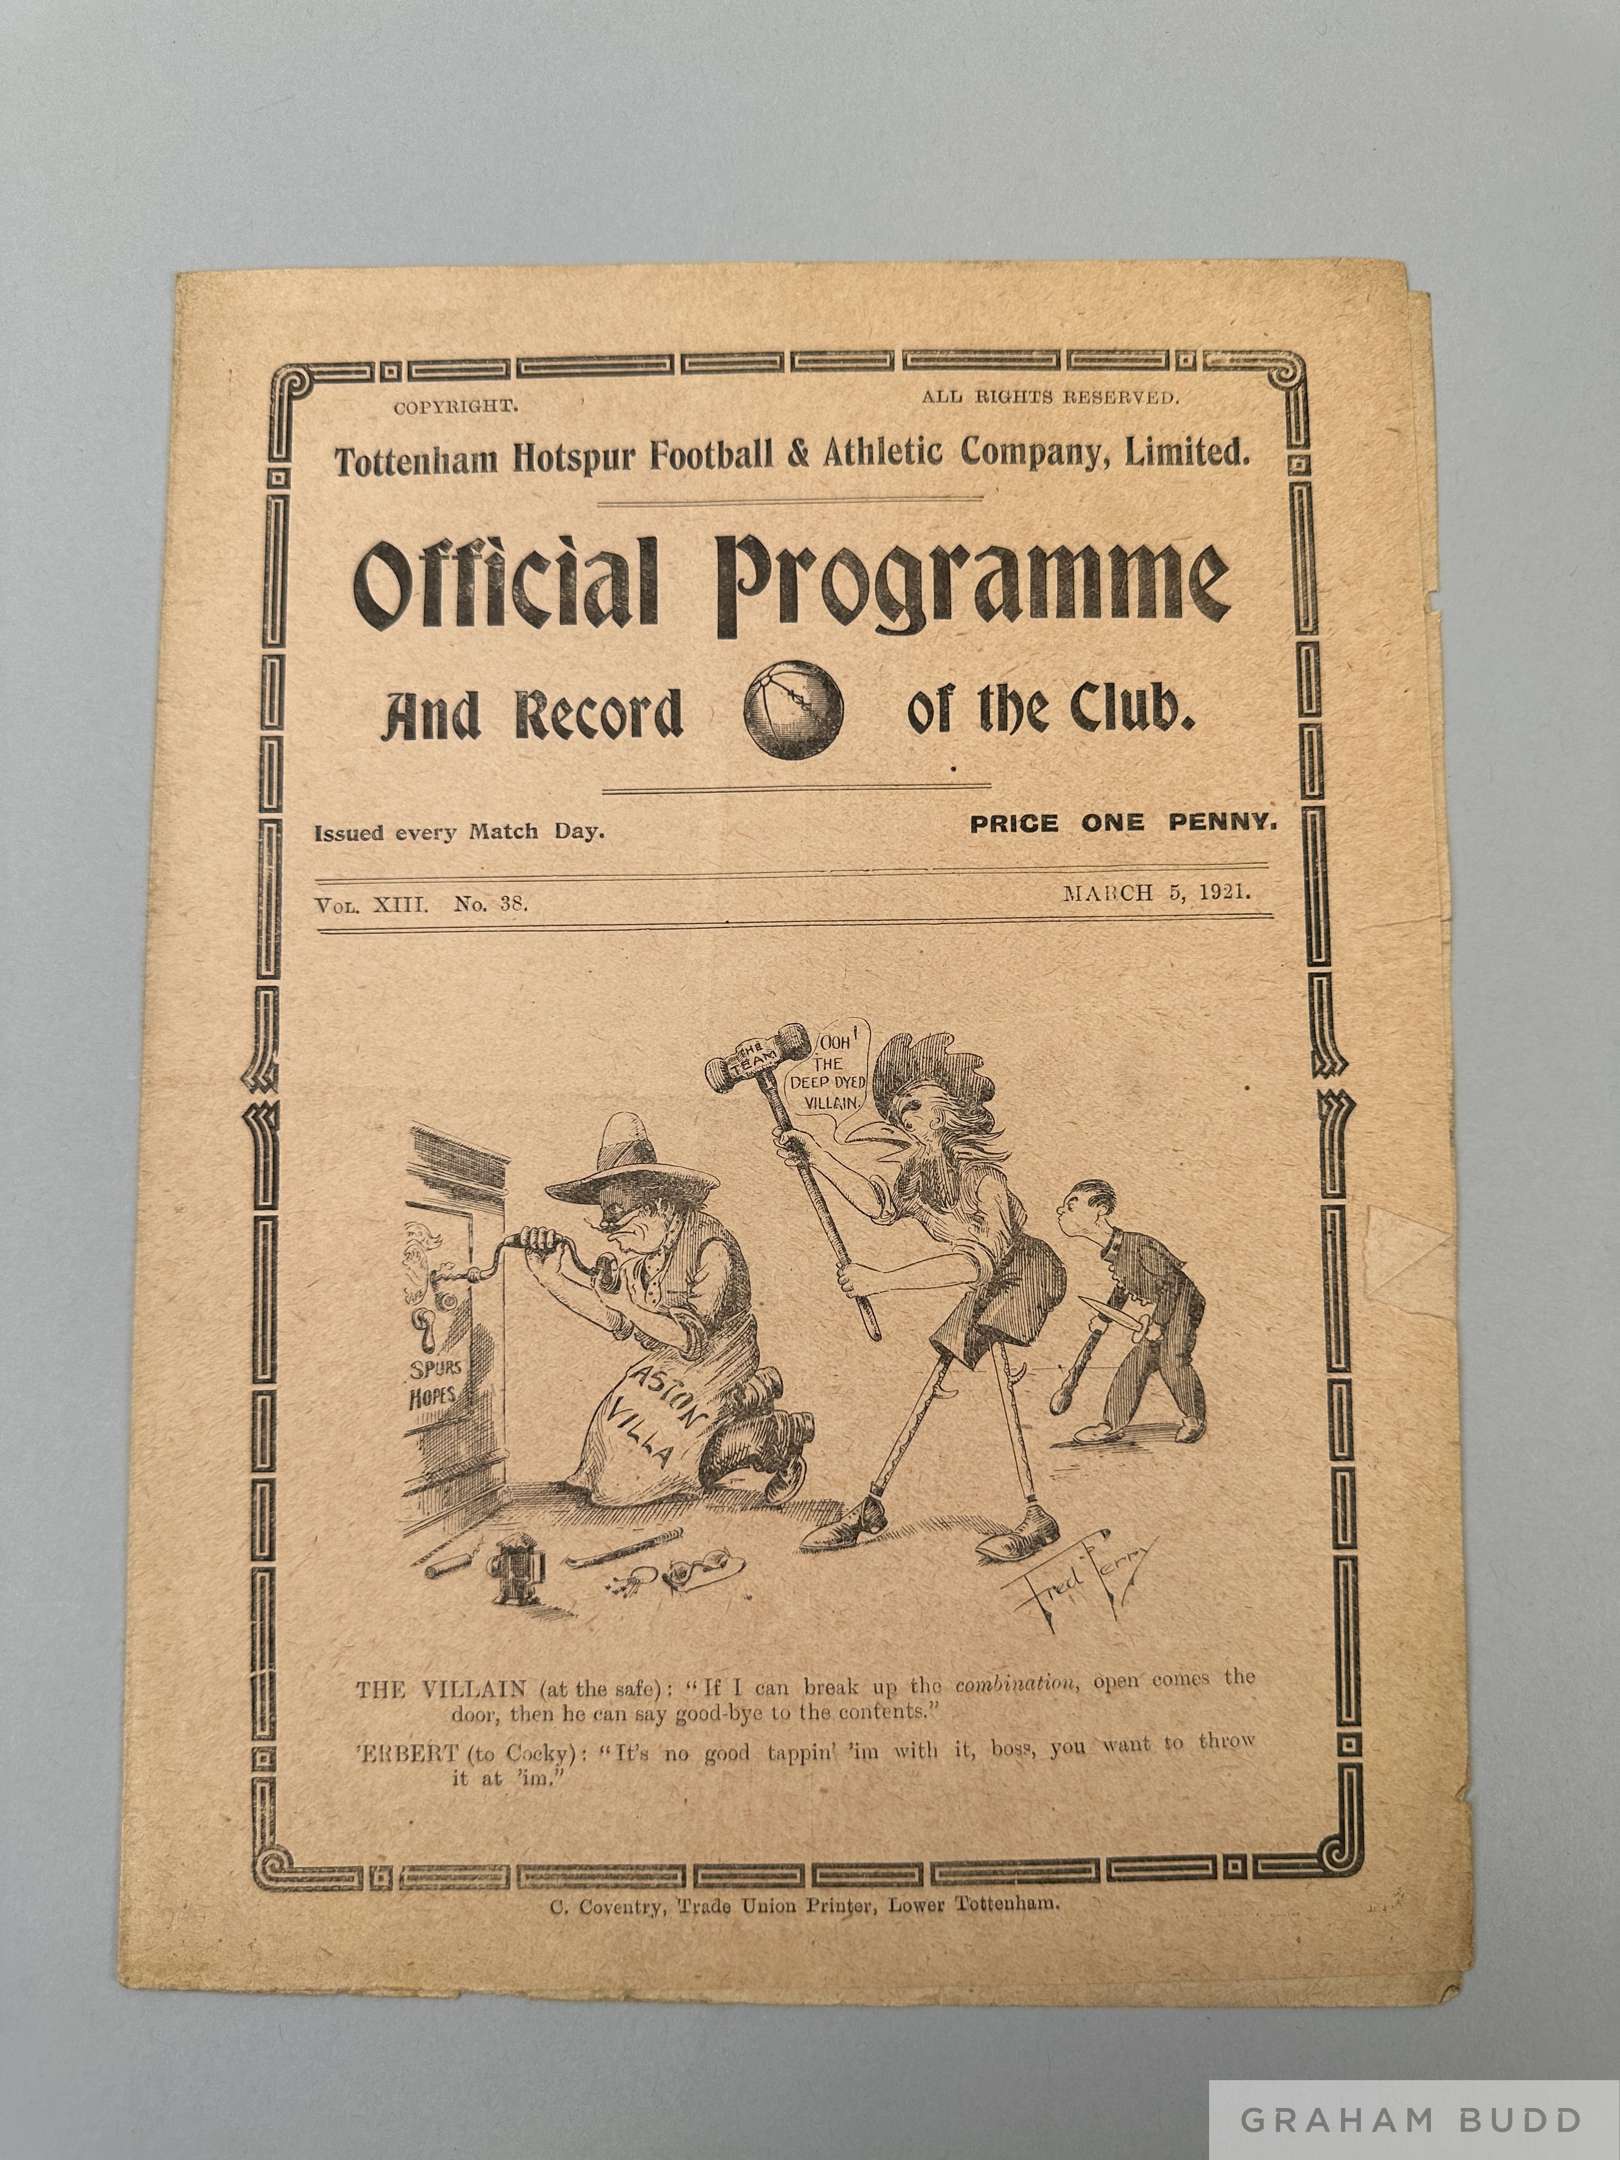 COPYRIGHT.
ALL RIGHTS RESERVED.
Tottenham Hotspur Football & Athletic Company, Limited.
Official Programme
And Record of the Club.
Issued every Match Day.
PRICE ONE PENNY.
VOL. XIII. No. 38.
MARCH 5, 1921.
THE
TEAM
OOH!
THE
DEEP DYED
VILLAIN.
SPURS
HOPES
ASTON
VILLA
Fred Perry
THE VILLAIN (at the safe): "If I can break up the combination, open comes the
door, then he can say good-bye to the contents."
'ERBERT (to Cocky): "It's no good tappin' 'im with it, boss, you want to throw
it at 'im."
C. Coventry, Trade Union Printer, Lower Tottenham.
GRAHAM BUDD